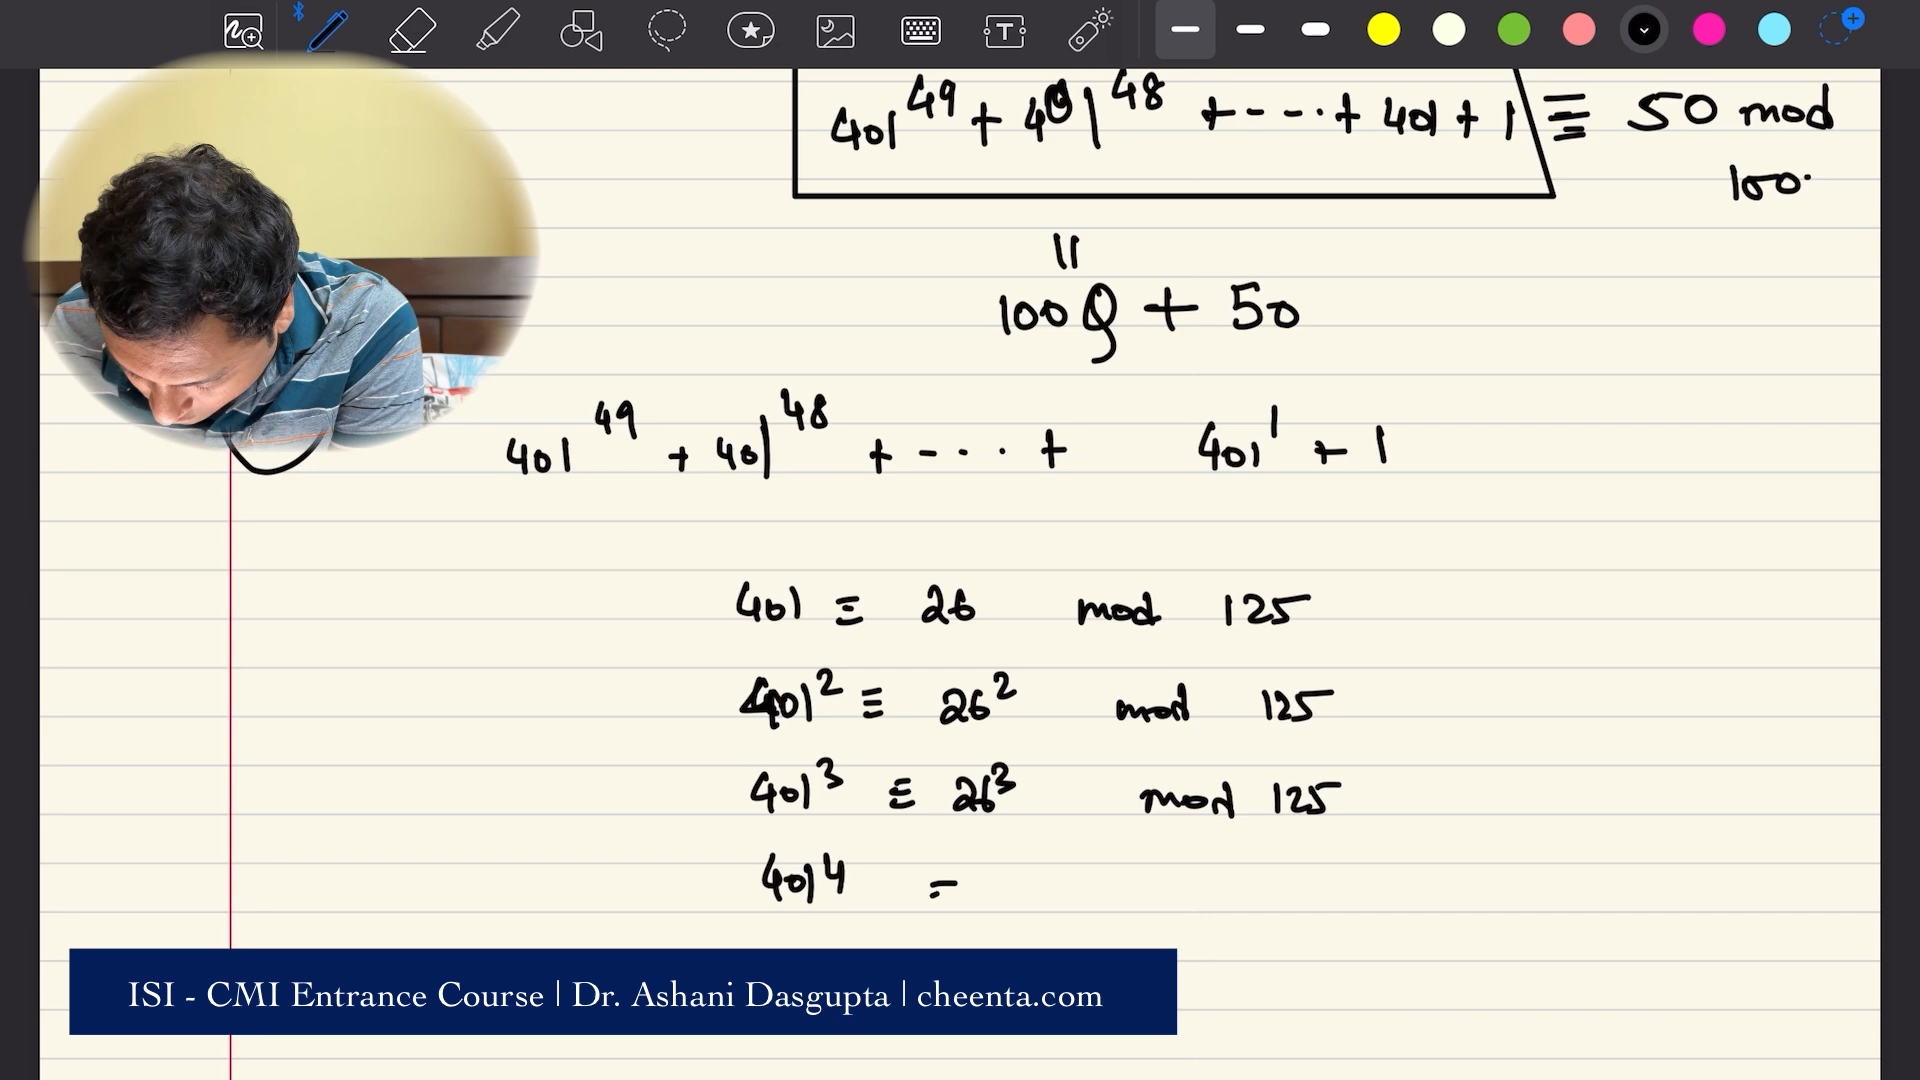 401^49 + 401^48 + - - - · + 401 + 1 ≡ 50 mod
100·
||
100Q + 50
401^49 + 401^48 + - - · · + 401^1 + 1
401 ≡ 26 mod 125
401^2 ≡ 26^2 mod 125
401^3 ≡ 26^3 mod 125
401^4 =
ISI - CMI Entrance Course | Dr. Ashani Dasgupta | cheenta.com